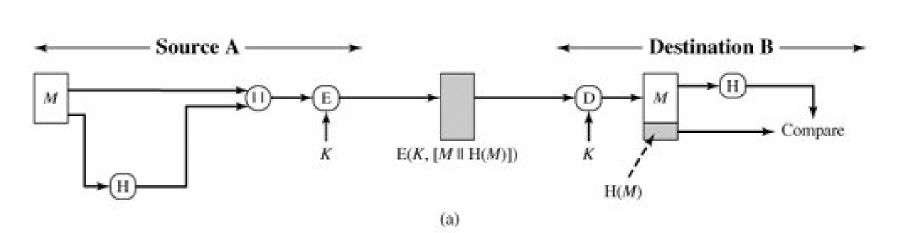 Source A
Destination B
M
||
E
D
M
H
K
E(K, [M || H(M)])
K
Compare
H
H(M)
(a)